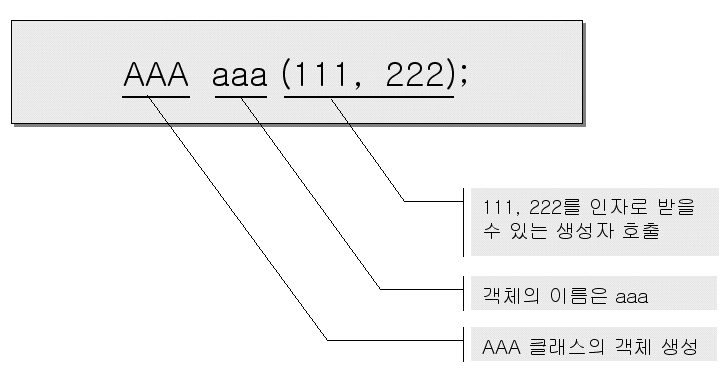 AAA aaa (111, 222);
111, 222를 인자로 받을
수 있는 생성자 호출
객체의 이름은 aaa
AAA 클래스의 객체 생성